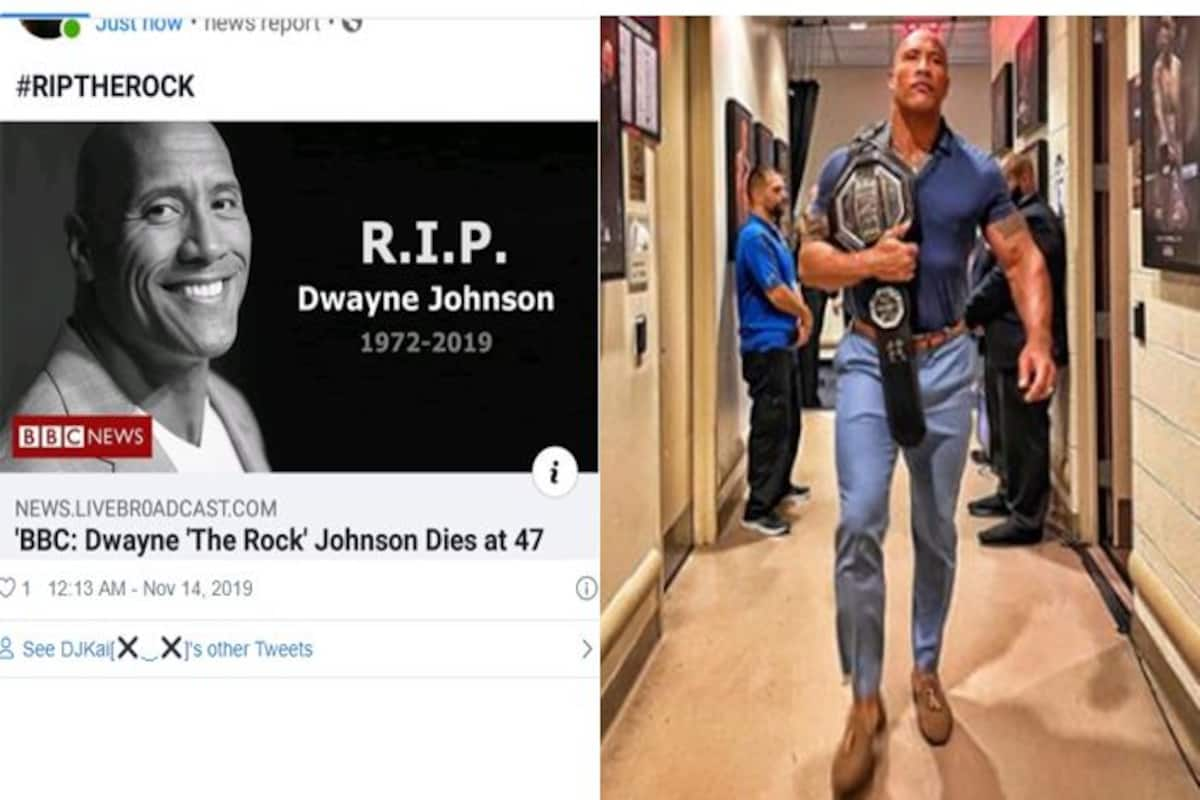 Just now • news report •
#RIPTHEROCK
R.I.P.
Dwayne Johnson
1972-2019
BBC NEWS
i
NEWS.LIVEBR0ADCAST.COM
'BBC: Dwayne 'The Rock' Johnson Dies at 47
1 12:13 AM - Nov 14, 2019
See DJKai[X‿X]'s other Tweets